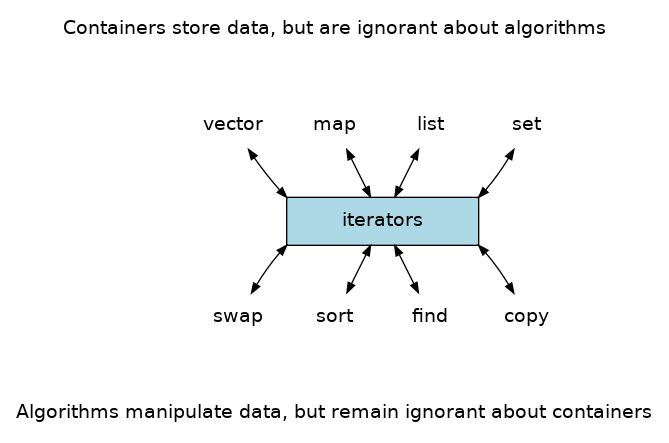 Containers store data, but are ignorant about algorithms
vector map list set
iterators
swap sort find copy
Algorithms manipulate data, but remain ignorant about containers